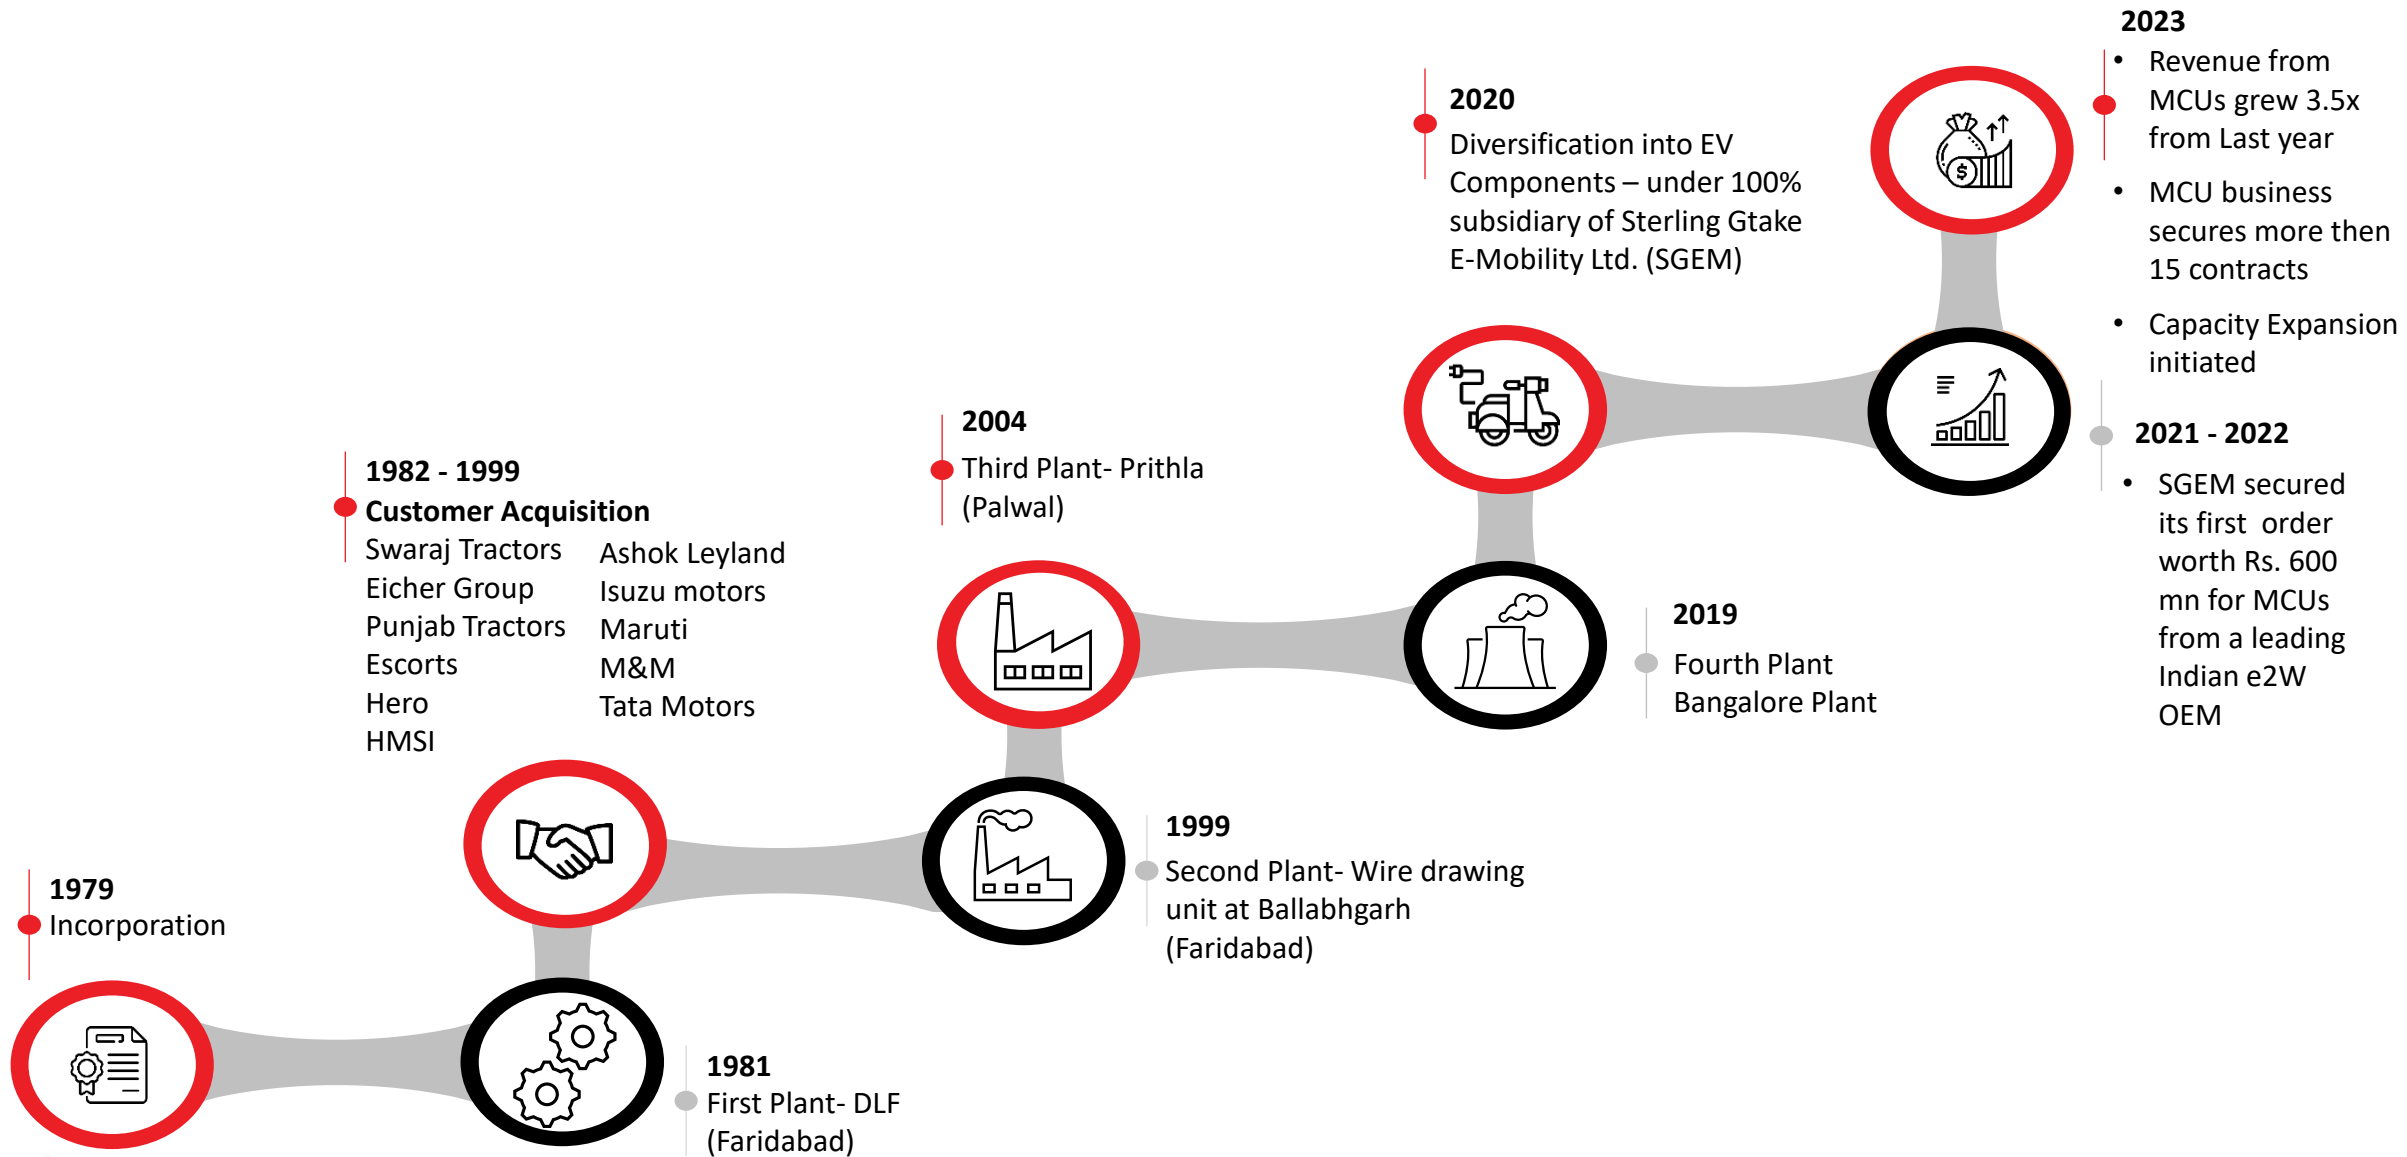 1979
Incorporation
1981
First Plant- DLF
(Faridabad)
1982 - 1999
Customer Acquisition
Swaraj Tractors
Eicher Group
Punjab Tractors
Escorts
Hero
HMSI
Ashok Leyland
Isuzu motors
Maruti
M&M
Tata Motors
1999
Second Plant- Wire drawing
unit at Ballabhgarh
(Faridabad)
2004
Third Plant- Prithla
(Palwal)
2019
Fourth Plant
Bangalore Plant
2020
Diversification into EV
Components – under 100%
subsidiary of Sterling Gtake
E-Mobility Ltd. (SGEM)
2021 - 2022
• SGEM secured
its first order
worth Rs. 600
mn for MCUs
from a leading
Indian e2W
OEM
2023
• Revenue from
MCUs grew 3.5x
from Last year
• MCU business
secures more then
15 contracts
• Capacity Expansion
initiated
$